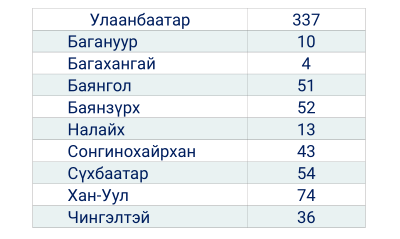 Улаанбаатар 337
Багануур 10
Багахангай 4
Баянгол 51
Баянзүрх 52
Налайх 13
Сонгинохайрхан 43
Сүхбаатар 54
Хан-Уул 74
Чингэлтэй 36